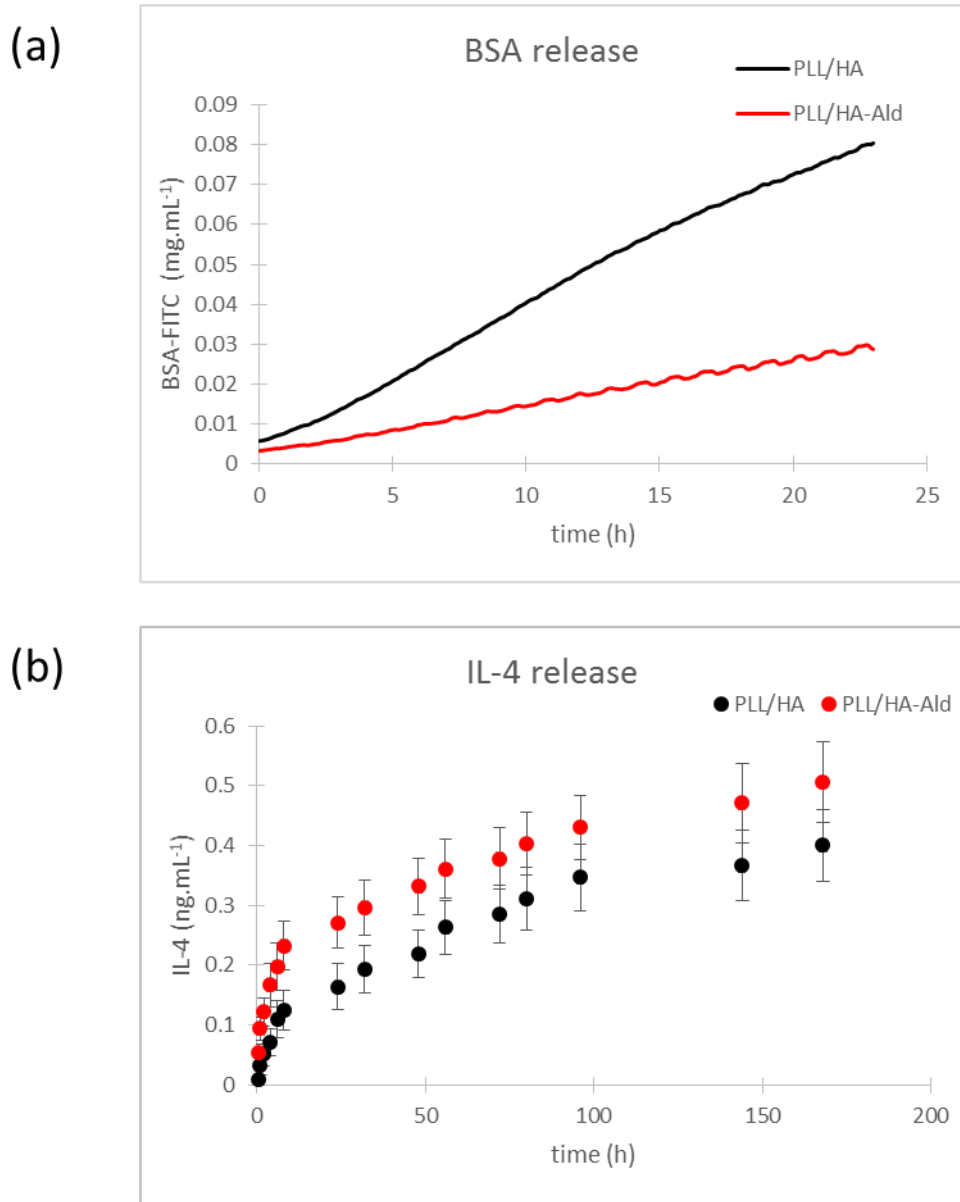 (a)
BSA release
PLL/HA
PLL/HA-Ald
BSA-FITC (mg.mL-1)
0.09
0.08
0.07
0.06
0.05
0.04
0.03
0.02
0.01
0
0 5 10 15 20 25
time (h)
(b)
IL-4 release
PLL/HA PLL/HA-Ald
IL-4 (ng.mL-1)
0.6
0.5
0.4
0.3
0.2
0.1
0
0 50 100 150 200
time (h)